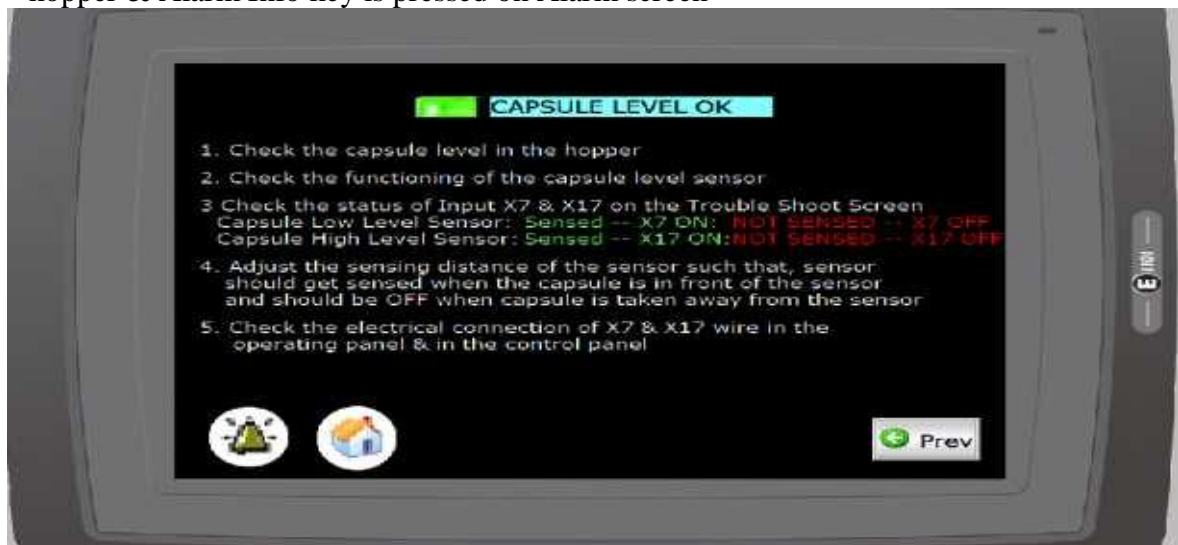 hopper & Alarm Info key is pressed on Alarm screen
CAPSULE LEVEL OK
1. Check the capsule level in the hopper
2. Check the functioning of the capsule level sensor
3 Check the status of Input X7 & X17 on the Trouble Shoot Screen
Capsule Low Level Sensor: Sensed -- X7 ON: NOT SENSED -- X7 OFF
Capsule High Level Sensor: Sensed -- X17 ON:NOT SENSED -- X17 OFF
4. Adjust the sensing distance of the sensor such that, sensor
should get sensed when the capsule is in front of the sensor
and should be OFF when capsule is taken away from the sensor
5. Check the electrical connection of X7 & X17 wire in the
operating panel & in the control panel
Prev